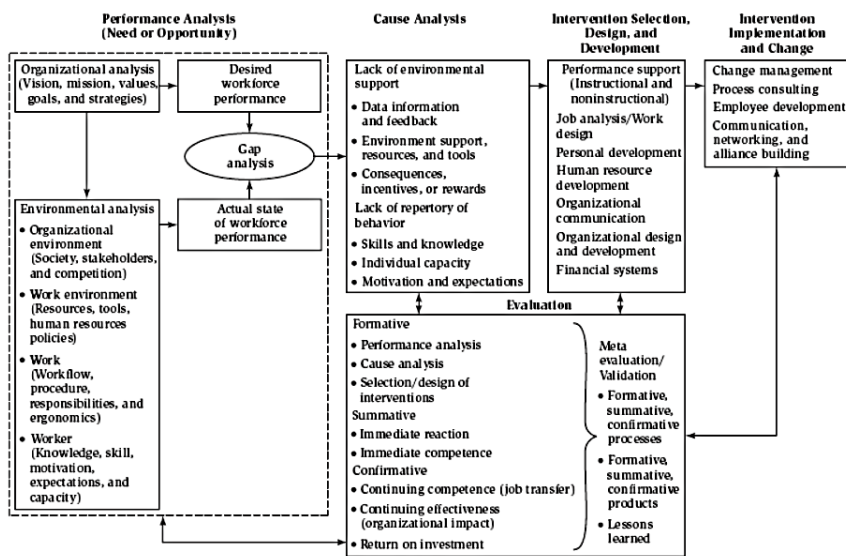 Performance Analysis
(Need or Opportunity)
Cause Analysis
Intervention Selection,
Design, and
Development
Intervention
Implementation
and Change
Organizational analysis
(Vision, mission, values,
goals, and strategies)
Desired
workforce
performance
Gap
analysis
Environmental analysis
• Organizational
environment
(Society, stakeholders,
and competition)
• Work environment
(Resources, tools,
human resources
policies)
• Work
(Workflow,
procedure,
responsibilities, and
ergonomics)
• Worker
(Knowledge, skill,
motivation,
expectations, and
capacity)
Actual state
of workforce
performance
Lack of environmental
support
• Data information
and feedback
• Environment support,
resources, and tools
• Consequences,
incentives, or rewards
Lack of repertory of
behavior
• Skills and knowledge
• Individual capacity
• Motivation and expectations
Performance support
(Instructional and
noninstructional)
Job analysis/Work
design
Personal development
Human resource
development
Organizational
communication
Organizational design
and development
Financial systems
Change management
Process consulting
Employee development
Communication,
networking, and
alliance building
Evaluation
Formative
• Performance analysis
• Cause analysis
• Selection/design of
interventions
Summative
• Immediate reaction
• Immediate competence
Confirmative
• Continuing competence (job transfer)
• Continuing effectiveness
(organizational impact)
• Return on investment
Meta
evaluation/
Validation
• Formative,
summative,
confirmative
processes
• Formative,
summative,
confirmative
products
• Lessons
learned